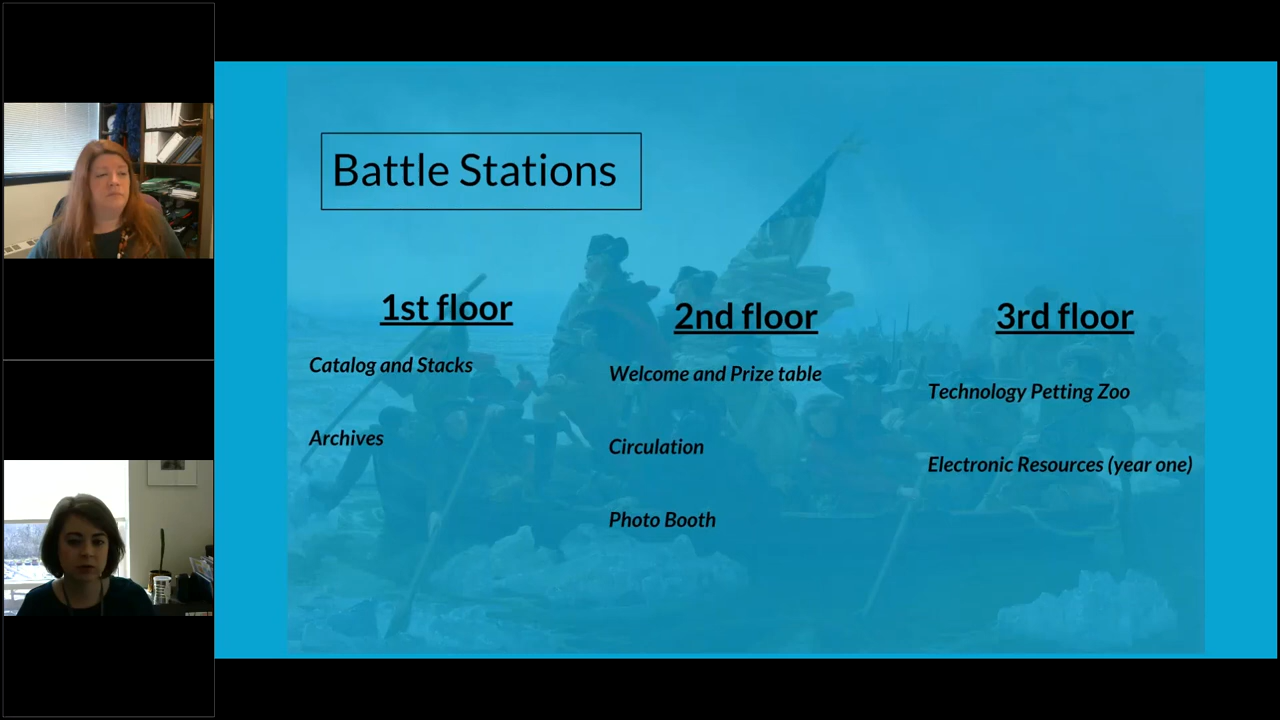 Battle Stations
1st floor
Catalog and Stacks
Archives
2nd floor
Welcome and Prize table
Circulation
Photo Booth
3rd floor
Technology Petting Zoo
Electronic Resources (year one)